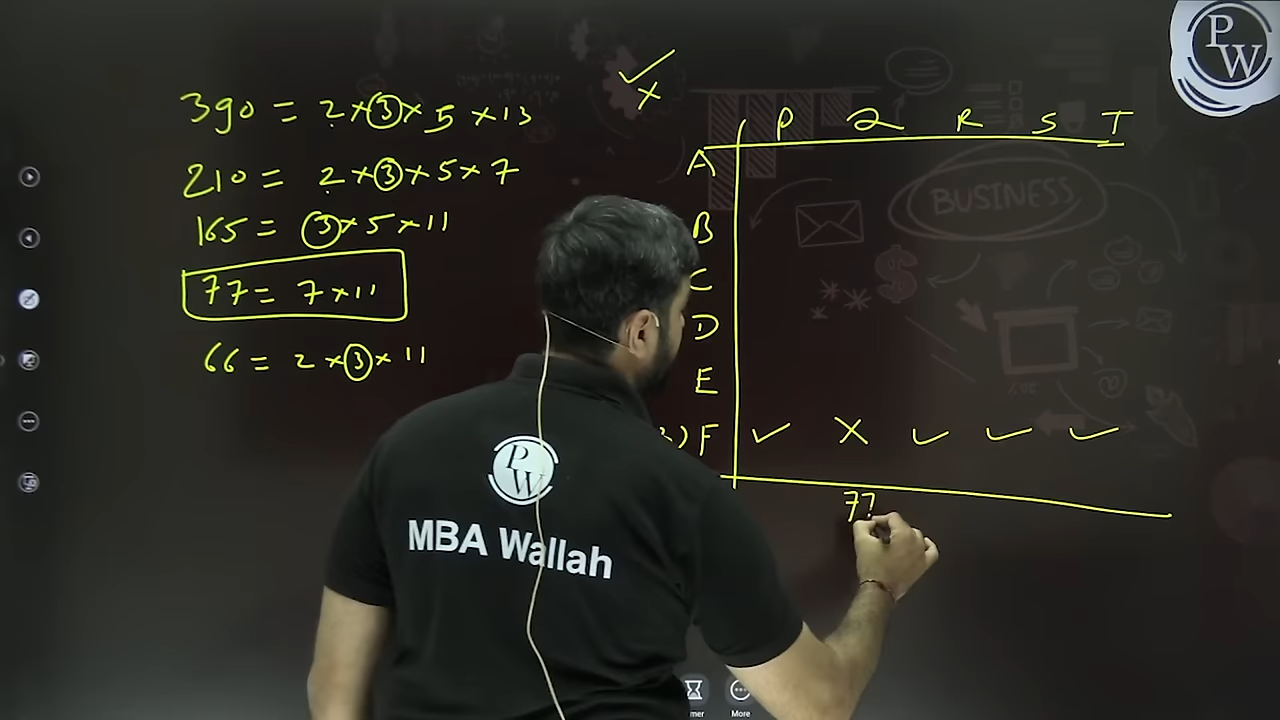 390 = 2 × 3 × 5 × 13
210 = 2 × 3 × 5 × 7
165 = 3 × 5 × 11
77 = 7 × 11
66 = 2 × 3 × 11
✓
×
P Q R S T
A
B
C
D
E
) F ✓ × ✓ ✓ ✓
77
BUSINESS
PW
PW
MBA Wallah
More